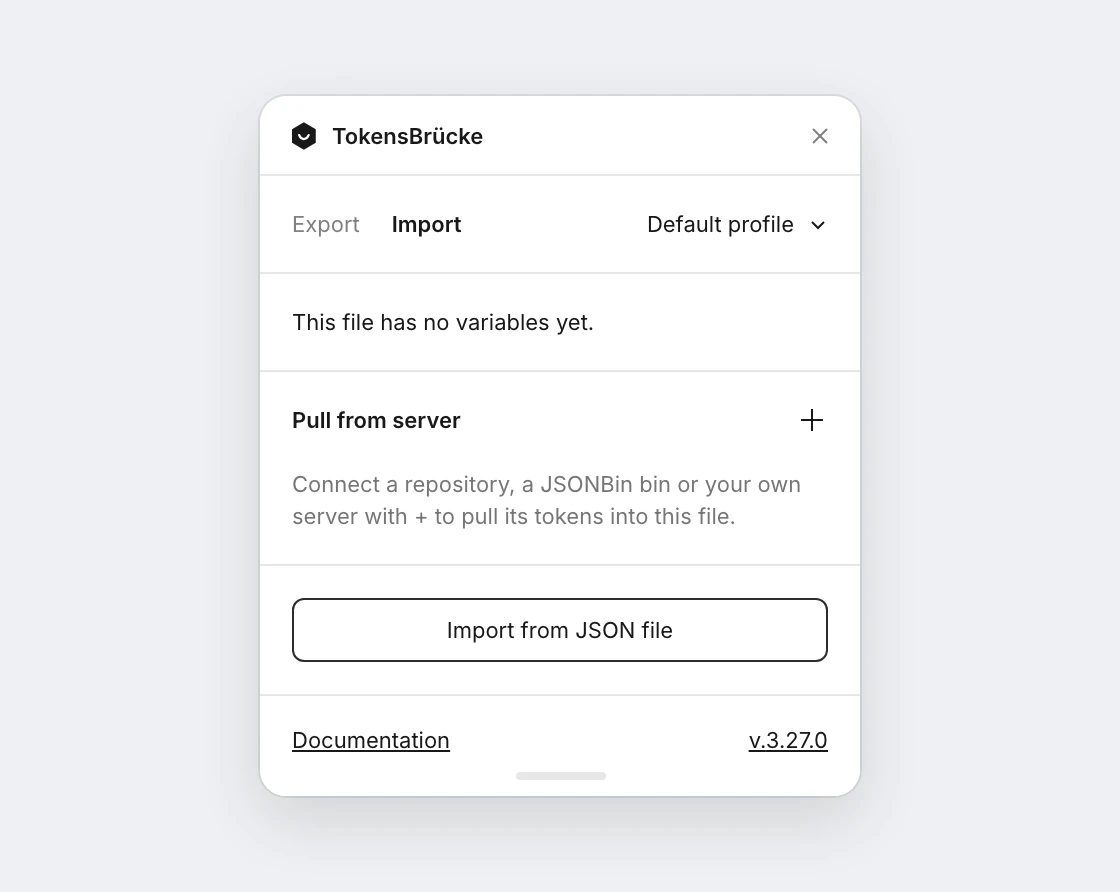 TokensBrücke
Export Import Default profile
This file has no variables yet.
Pull from server
Connect a repository, a JSONBin bin or your own
server with + to pull its tokens into this file.
Import from JSON file
Documentation v.3.27.0